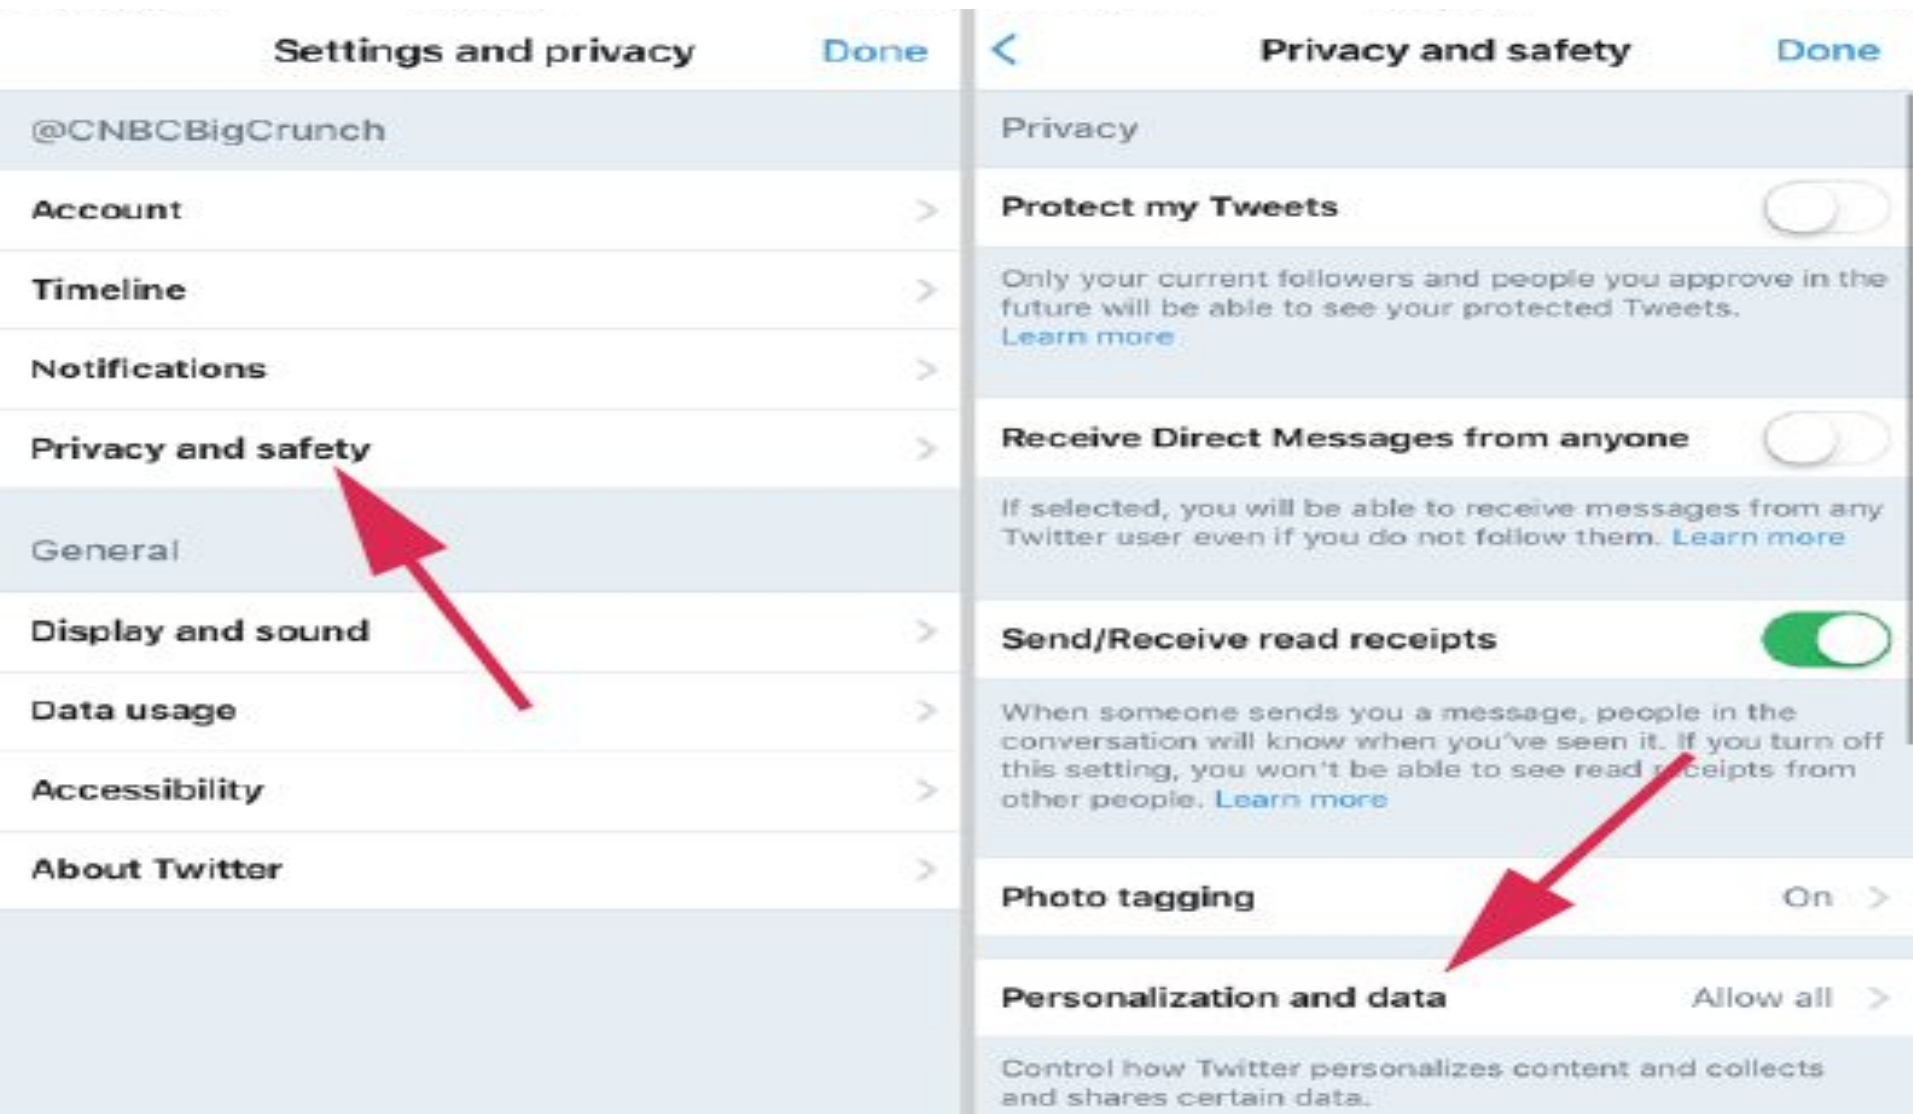 Settings and privacy Done
@CNBCBigCrunch
Account
Timeline
Notifications
Privacy and safety
General
Display and sound
Data usage
Accessibility
About Twitter
Privacy and safety Done
Privacy
Protect my Tweets
Only your current followers and people you approve in the
future will be able to see your protected Tweets.
Learn more
Receive Direct Messages from anyone
If selected, you will be able to receive messages from any
Twitter user even if you do not follow them. Learn more
Send/Receive read receipts
When someone sends you a message, people in the
conversation will know when you've seen it. If you turn off
this setting, you won't be able to see read receipts from
other people. Learn more
Photo tagging On
Personalization and data Allow all
Control how Twitter personalizes content and collects
and shares certain data.